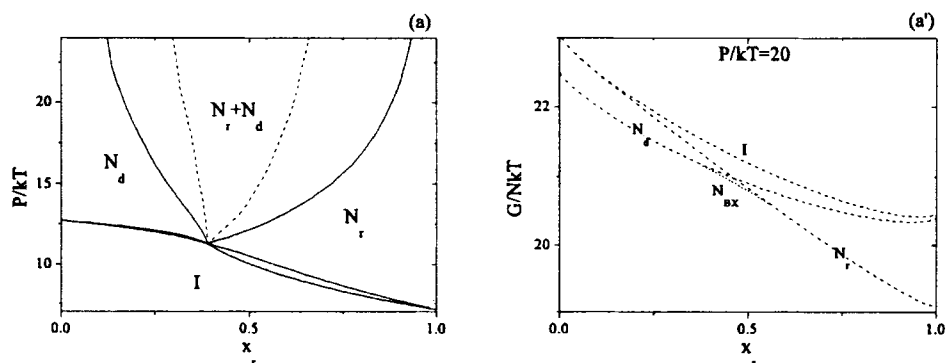 (a)
P/kT
20
15
10
N_d
N_r+N_d
N_r
I
0.0
0.5
1.0
x_r
(a')
P/kT=20
G/NkT
22
20
N_d
I
N_BX
N_r
0.0
0.5
1.0
x